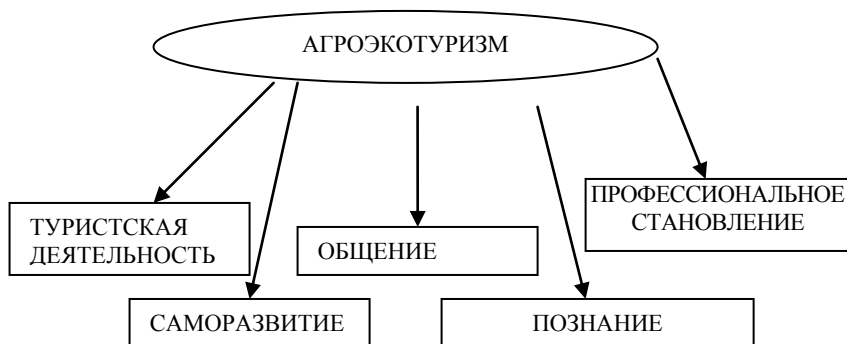 АГРОЭКОТУРИЗМ
ТУРИСТСКАЯ
ДЕЯТЕЛЬНОСТЬ
ОБЩЕНИЕ
ПРОФЕССИОНАЛЬНОЕ
СТАНОВЛЕНИЕ
САМОРАЗВИТИЕ
ПОЗНАНИЕ